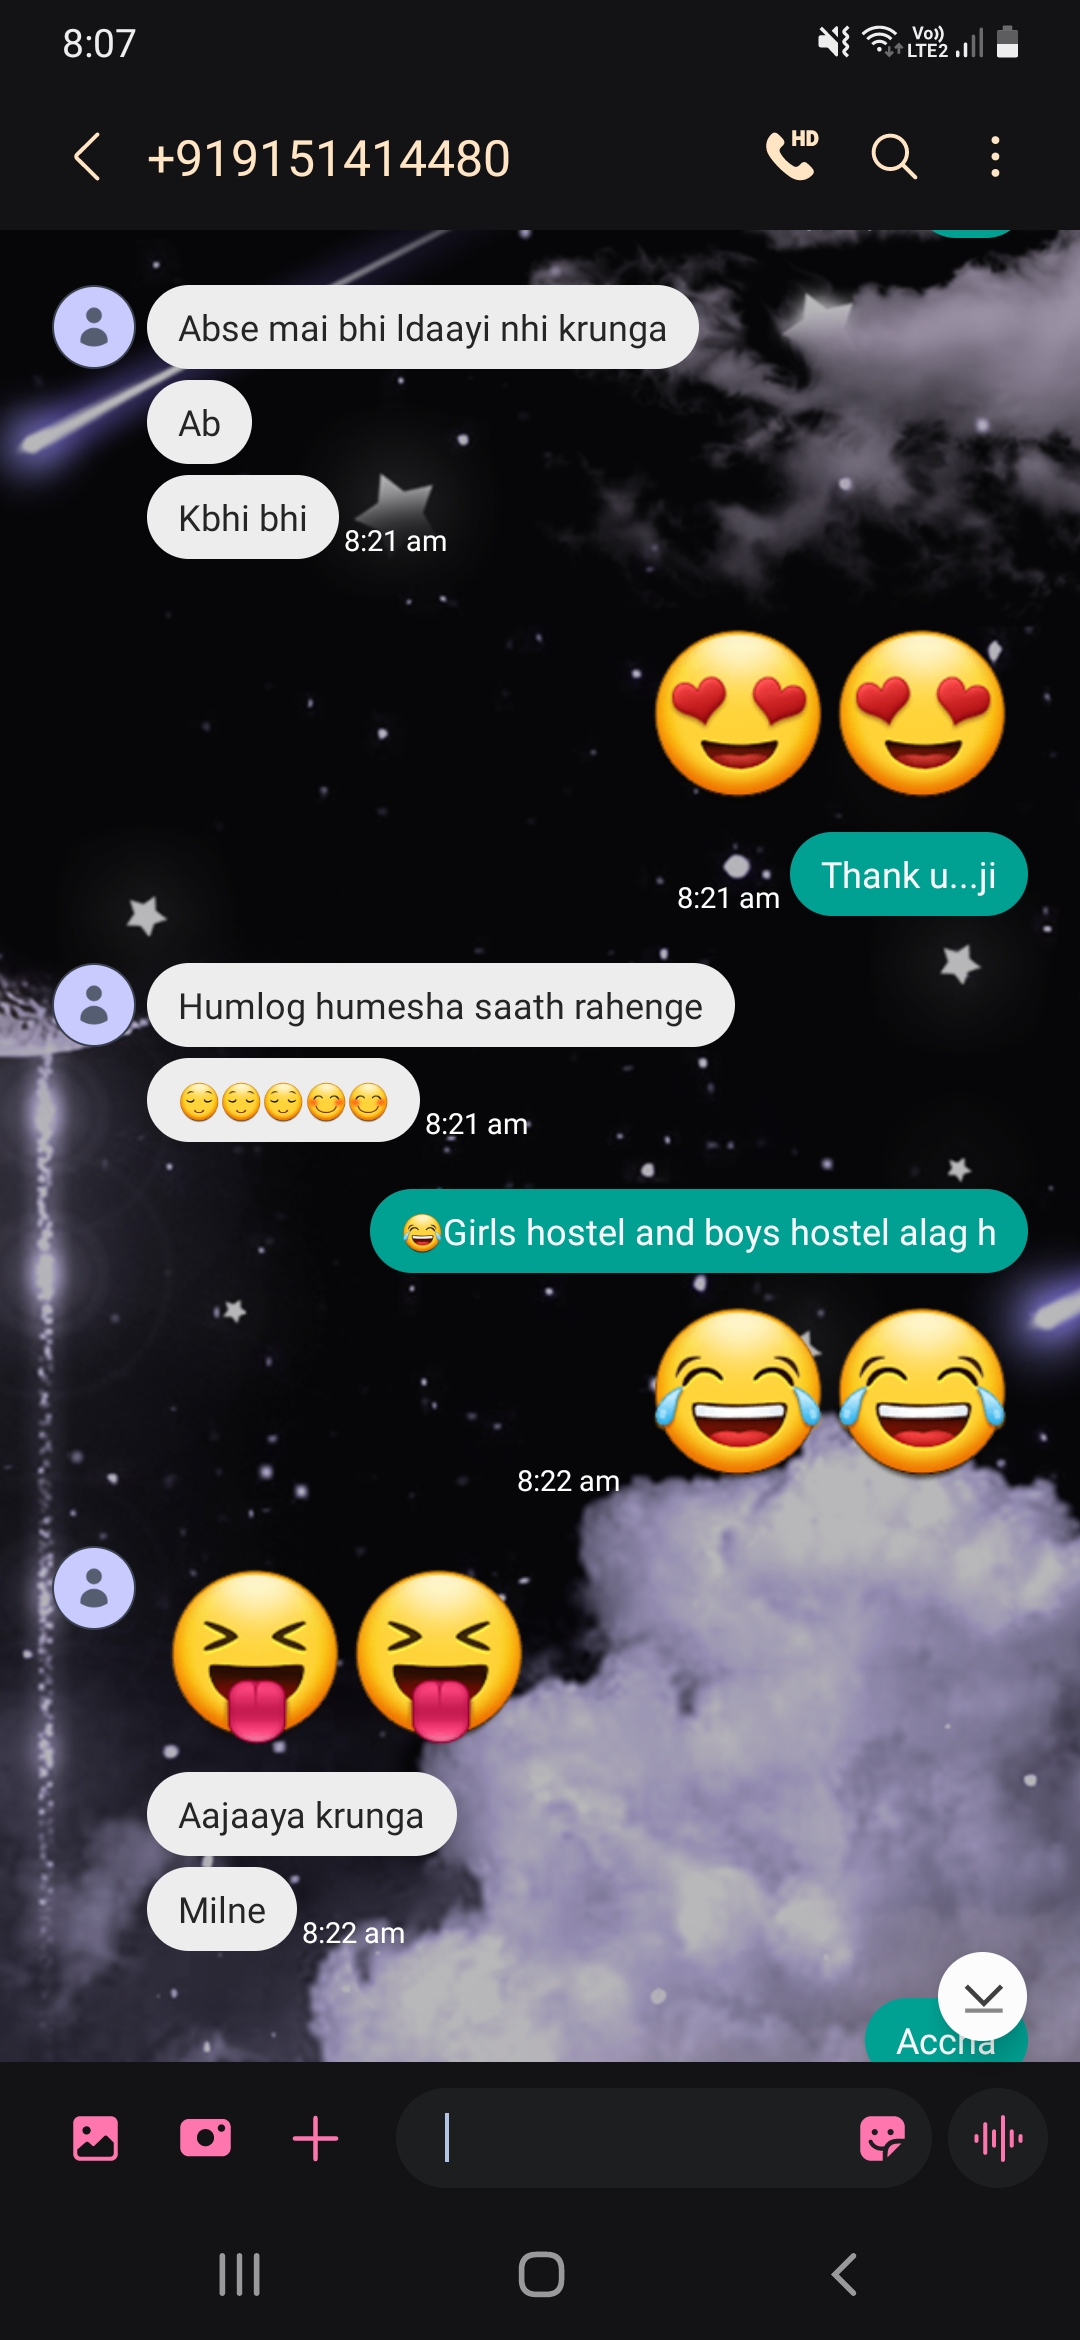 8:07
Vo))
LTE2
+919151414480
HD
Abse mai bhi ldaayi nhi krunga
Ab
Kbhi bhi
8:21 am
😍😍
Thank u...ji
8:21 am
Humlog humesha saath rahenge
😌😌😌😊😊
8:21 am
😂Girls hostel and boys hostel alag h
😂😂
8:22 am
😝😝
Aajaaya krunga
Milne
8:22 am
Accha